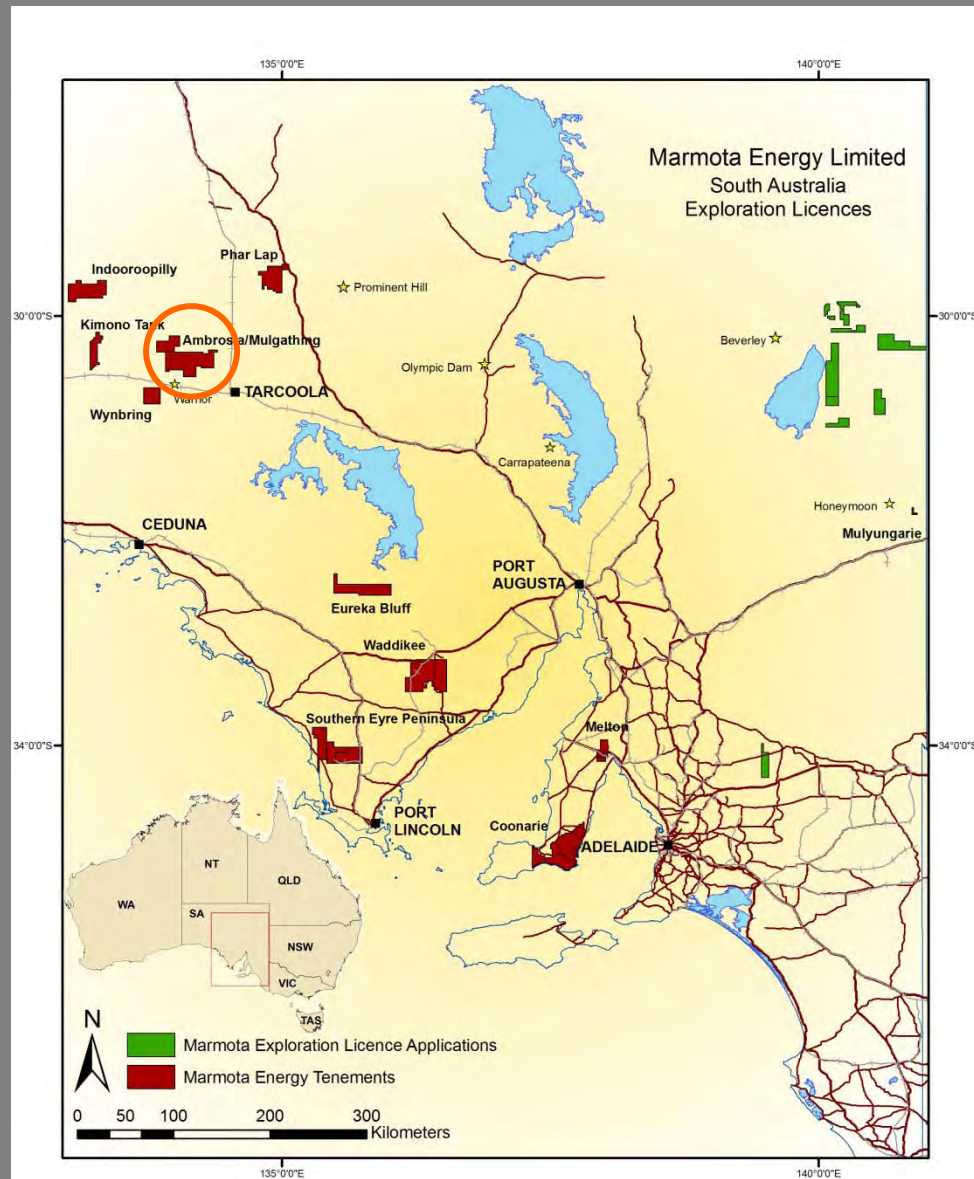 135°0'0"E
140°0'0"E
Marmota Energy Limited
South Australia
Exploration Licences
Phar Lap
Indooroopilly
Prominent Hill
30°0'0"S
30°0'0"S
Kimono Tank
Ambrosia/Mulgathing
Beverley
Olympic Dam
Warrior
TARCOOLA
Wynbring
Carrapateena
Honeymoon
CEDUNA
Mulyungarie
PORT
AUGUSTA
Eureka Bluff
Waddikee
Southern Eyre Peninsula
Melton
34°0'0"S
34°0'0"S
PORT
LINCOLN
Coonarie
ADELAIDE
NT
QLD
WA
SA
NSW
VIC
TAS
N
Marmota Exploration Licence Applications
Marmota Energy Tenements
0 50 100 200 300
Kilometers
135°0'0"E
140°0'0"E